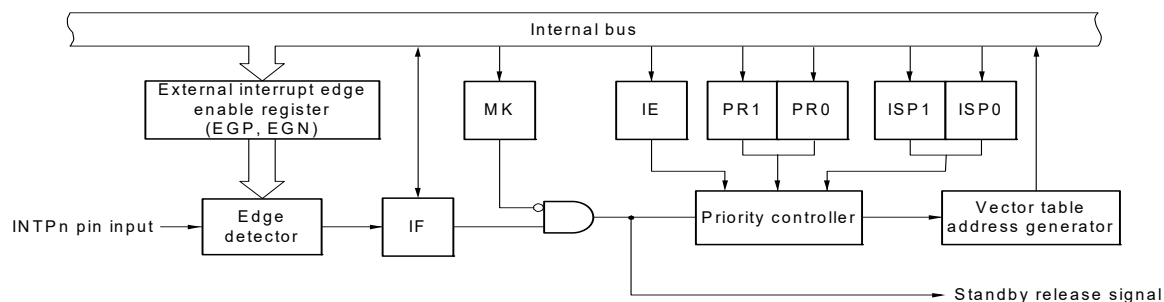 Internal bus
External interrupt edge
enable register
(EGP, EGN)
MK
IE
PR1
PR0
ISP1
ISP0
INTPn pin input
Edge
detector
IF
Priority controller
Vector table
address generator
Standby release signal